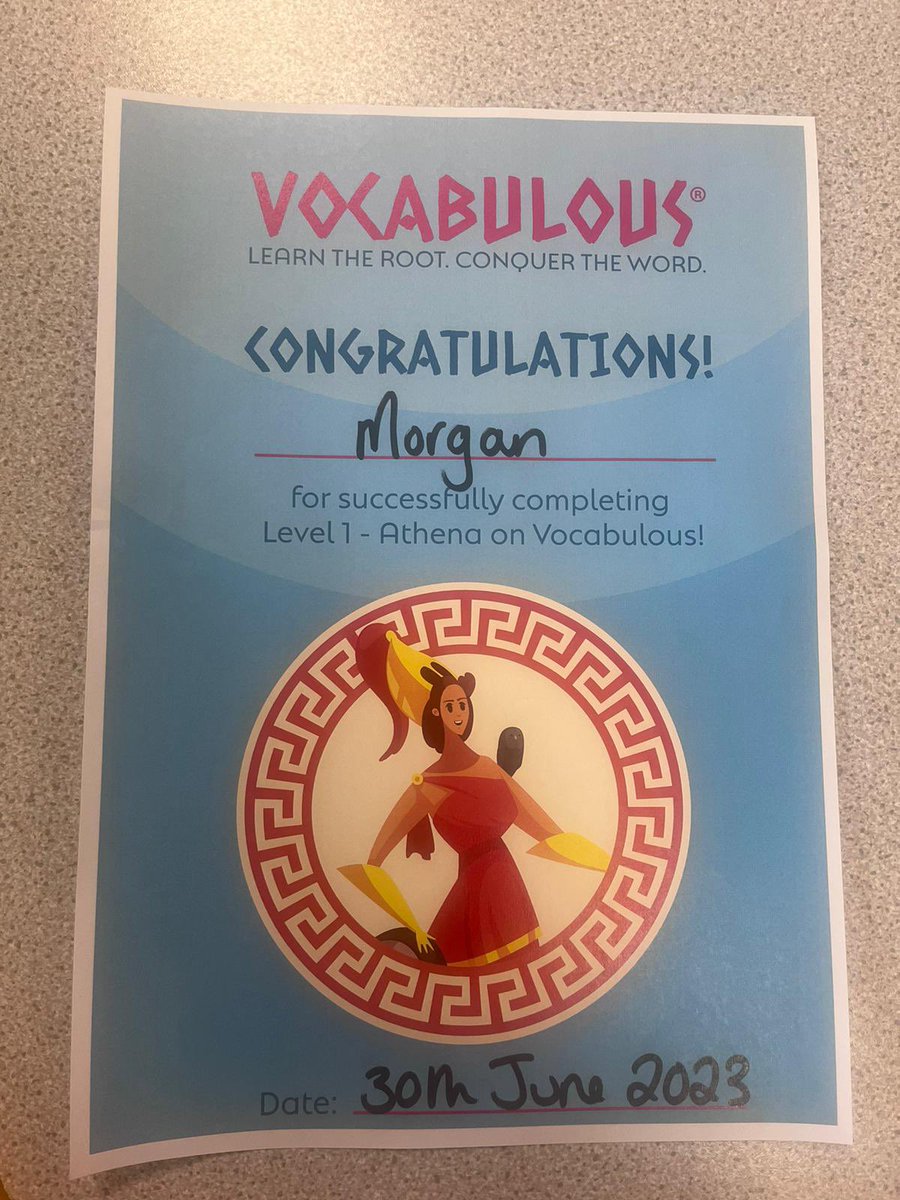 VOCABULOUS®
LEARN THE ROOT. CONQUER THE WORD.
CONGRATULATIONS!
Morgan
for successfully completing
Level 1 - Athena on Vocabulous!
Date: 30th June 2023